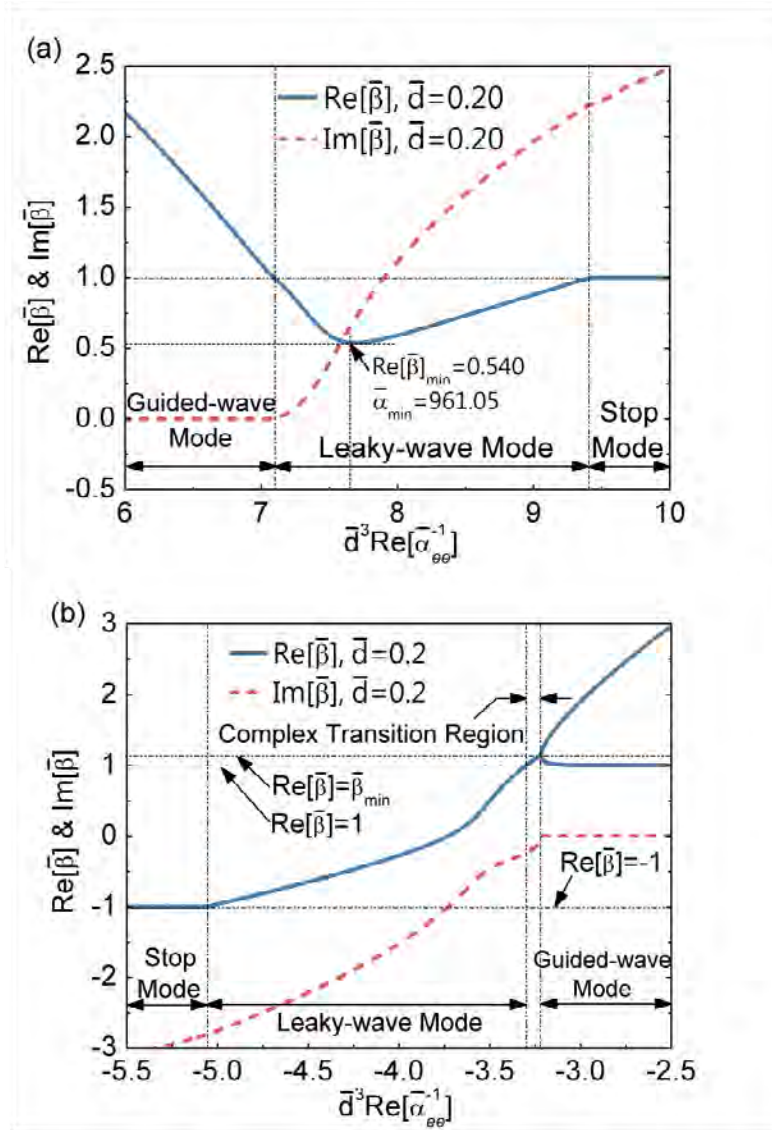 (a)
2.5
2.0
1.5
1.0
0.5
0.0
-0.5
Re[β̄] & Im[β̄]
Re[β̄], d̄=0.20
Im[β̄], d̄=0.20
Re[β̄]min=0.540
ᾱmin=961.05
Guided-wave
Mode
Leaky-wave Mode
Stop
Mode
6 7 8 9 10
d̄³Re[ᾱee⁻¹]
(b)
3
2
1
0
-1
-2
-3
Re[β̄] & Im[β̄]
Re[β̄], d̄=0.2
Im[β̄], d̄=0.2
Complex Transition Region
Re[β̄]=β̄min
Re[β̄]=1
Re[β̄]=-1
Stop
Mode
Leaky-wave Mode
Guided-wave
Mode
-5.5 -5.0 -4.5 -4.0 -3.5 -3.0 -2.5
d̄³Re[ᾱee⁻¹]